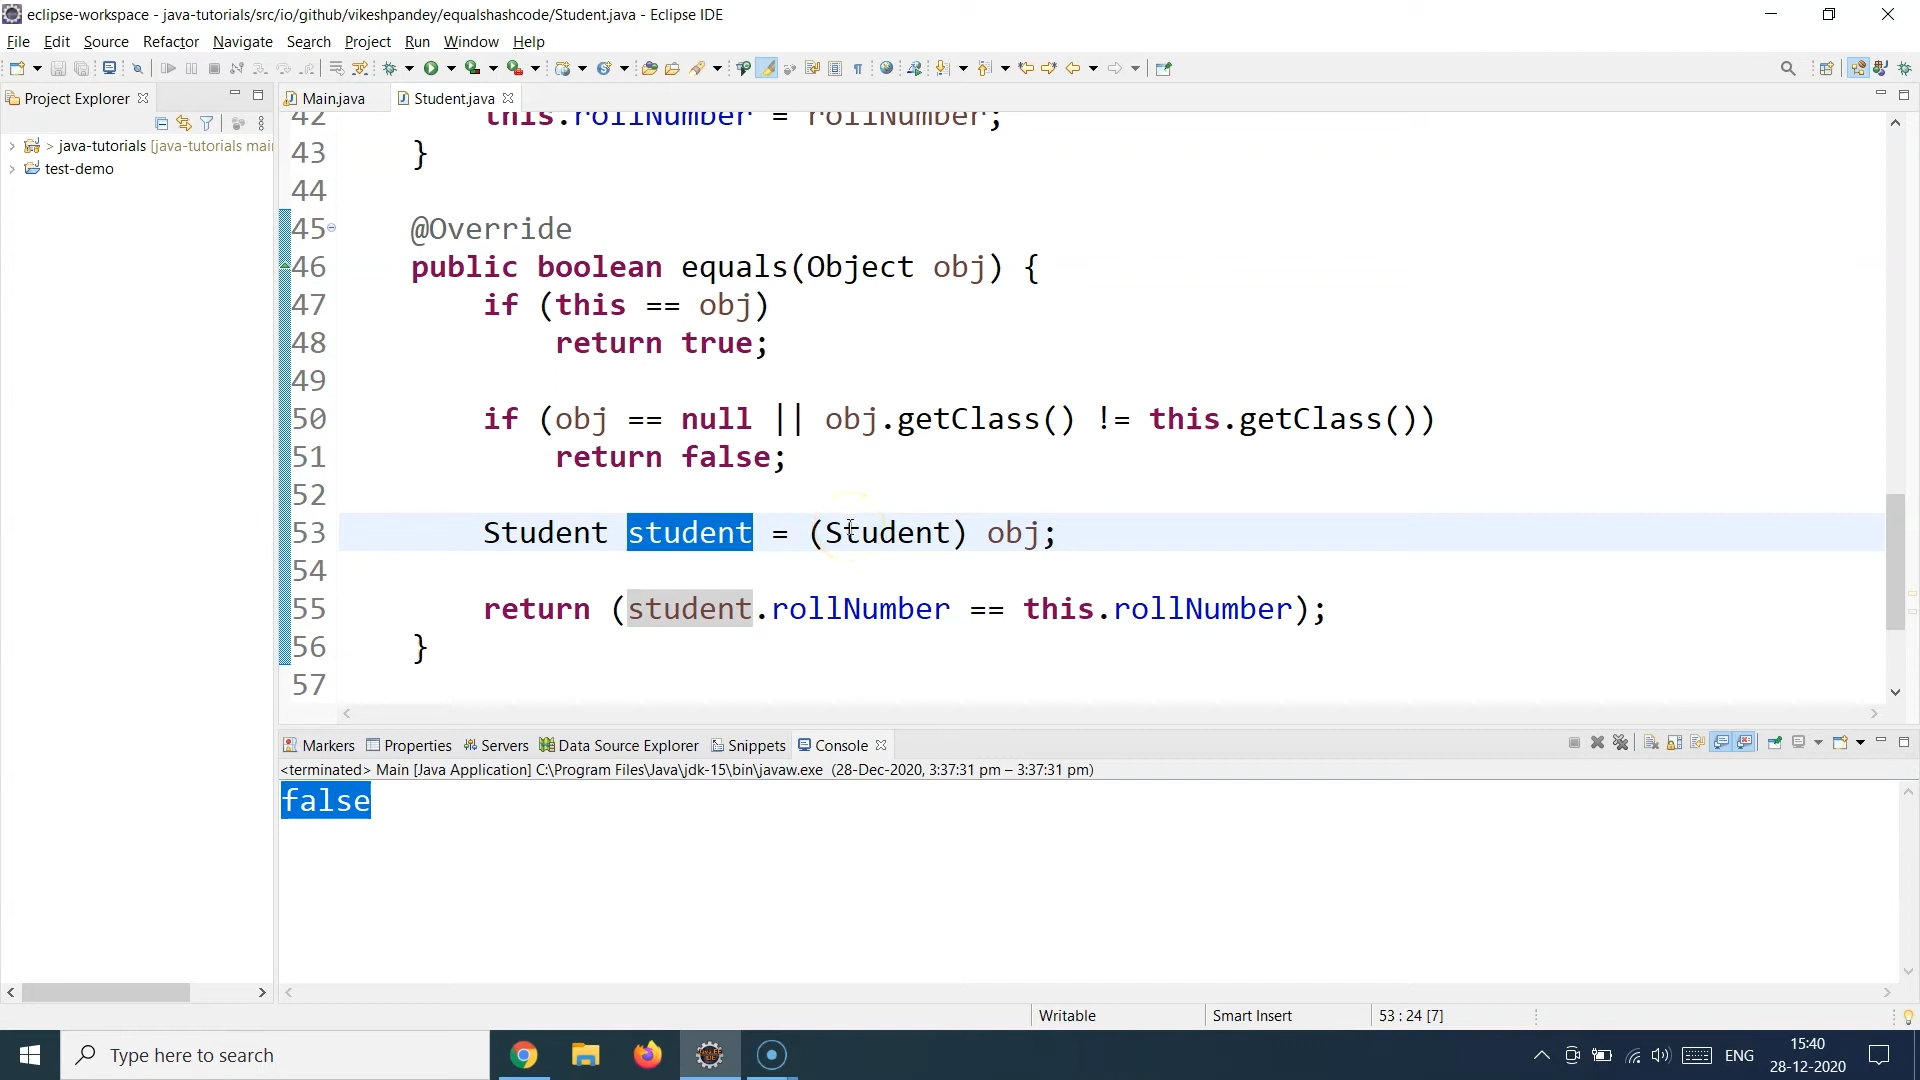 eclipse-workspace - java-tutorials/src/io/github/vikeshpandey/equalshashcode/Student.java - Eclipse IDE
File Edit Source Refactor Navigate Search Project Run Window Help
Project Explorer
Main.java
Student.java
> java-tutorials [java-tutorials mai
test-demo
42 this.rollNumber = rollNumber;
43 }
44
45 @Override
46 public boolean equals(Object obj) {
47 if (this == obj)
48 return true;
49
50 if (obj == null || obj.getClass() != this.getClass())
51 return false;
52
53 Student student = (Student) obj;
54
55 return (student.rollNumber == this.rollNumber);
56 }
57
Markers Properties Servers Data Source Explorer Snippets Console
<terminated> Main [Java Application] C:\Program Files\Java\jdk-15\bin\javaw.exe (28-Dec-2020, 3:37:31 pm – 3:37:31 pm)
false
Writable Smart Insert 53 : 24 [7]
Type here to search
ENG
15:40
28-12-2020